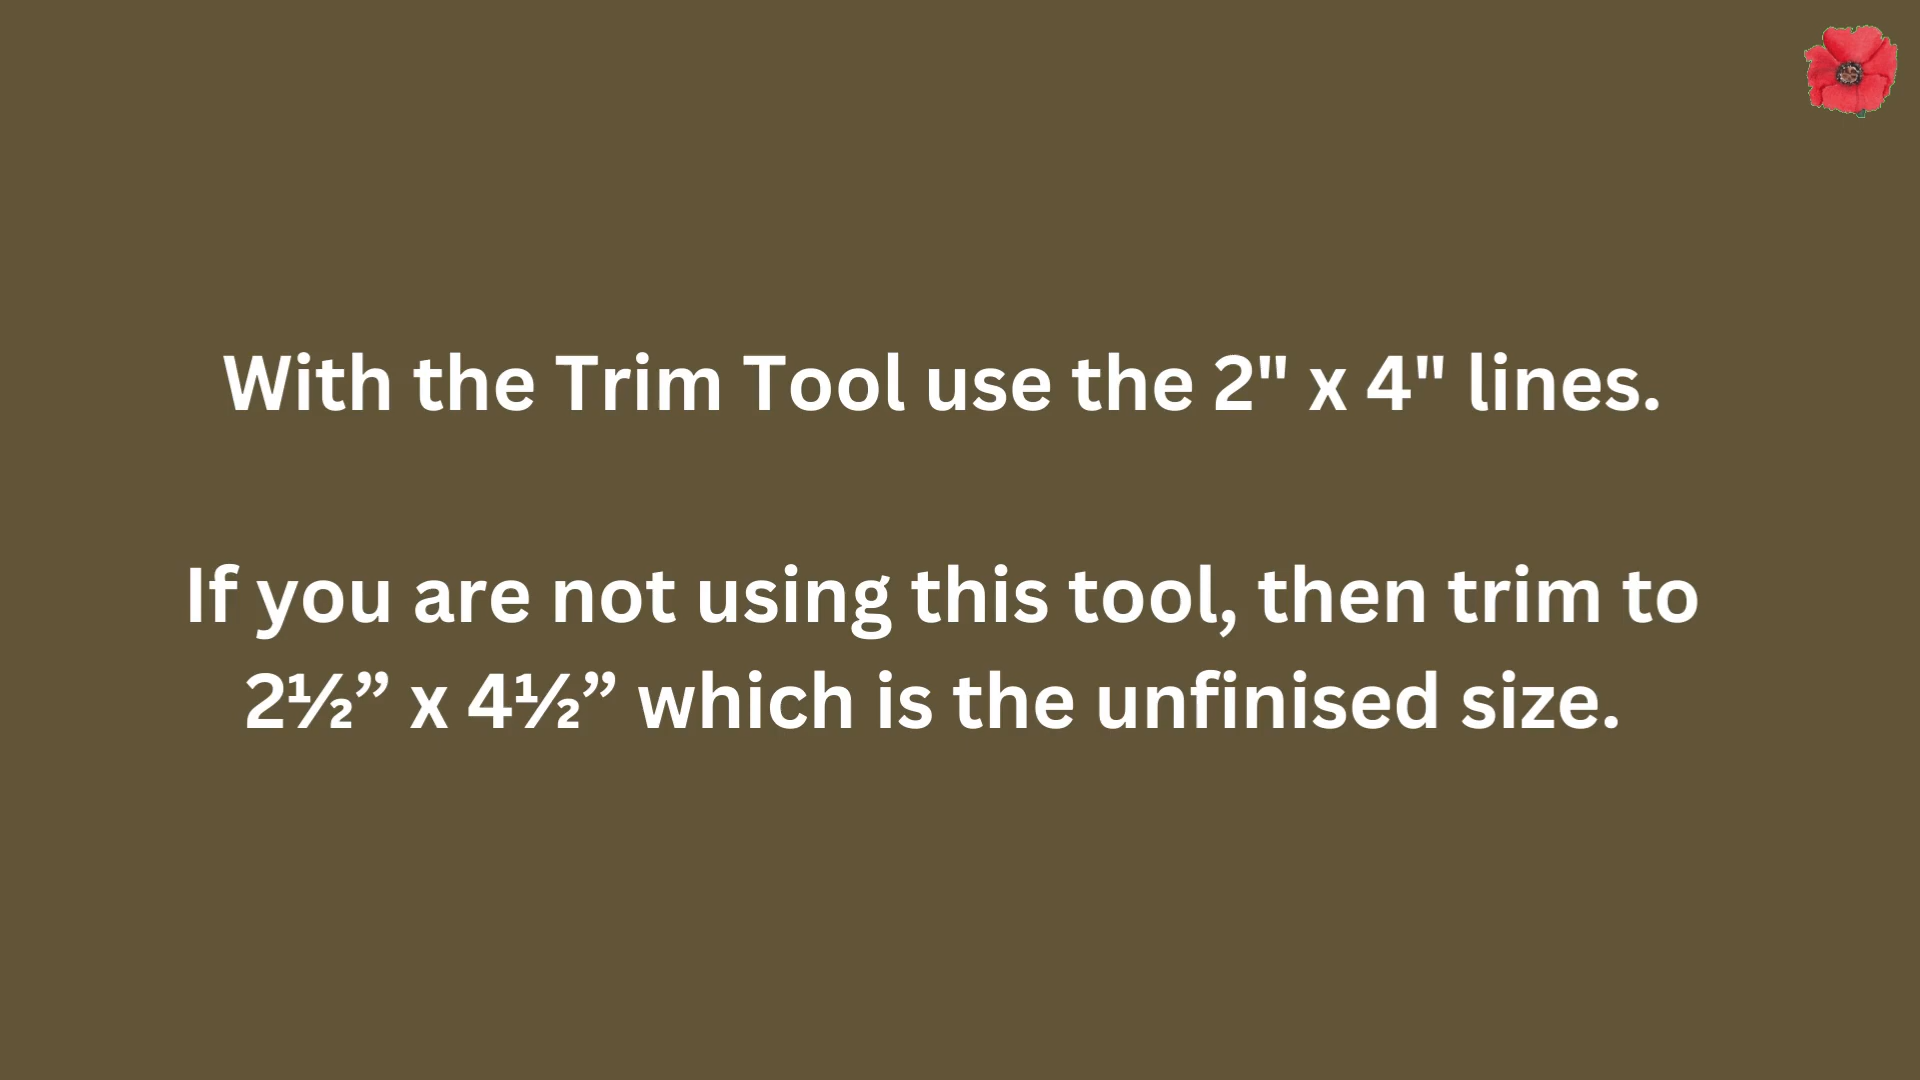 With the Trim Tool use the 2" x 4" lines.
If you are not using this tool, then trim to
2½” x 4½” which is the unfinised size.